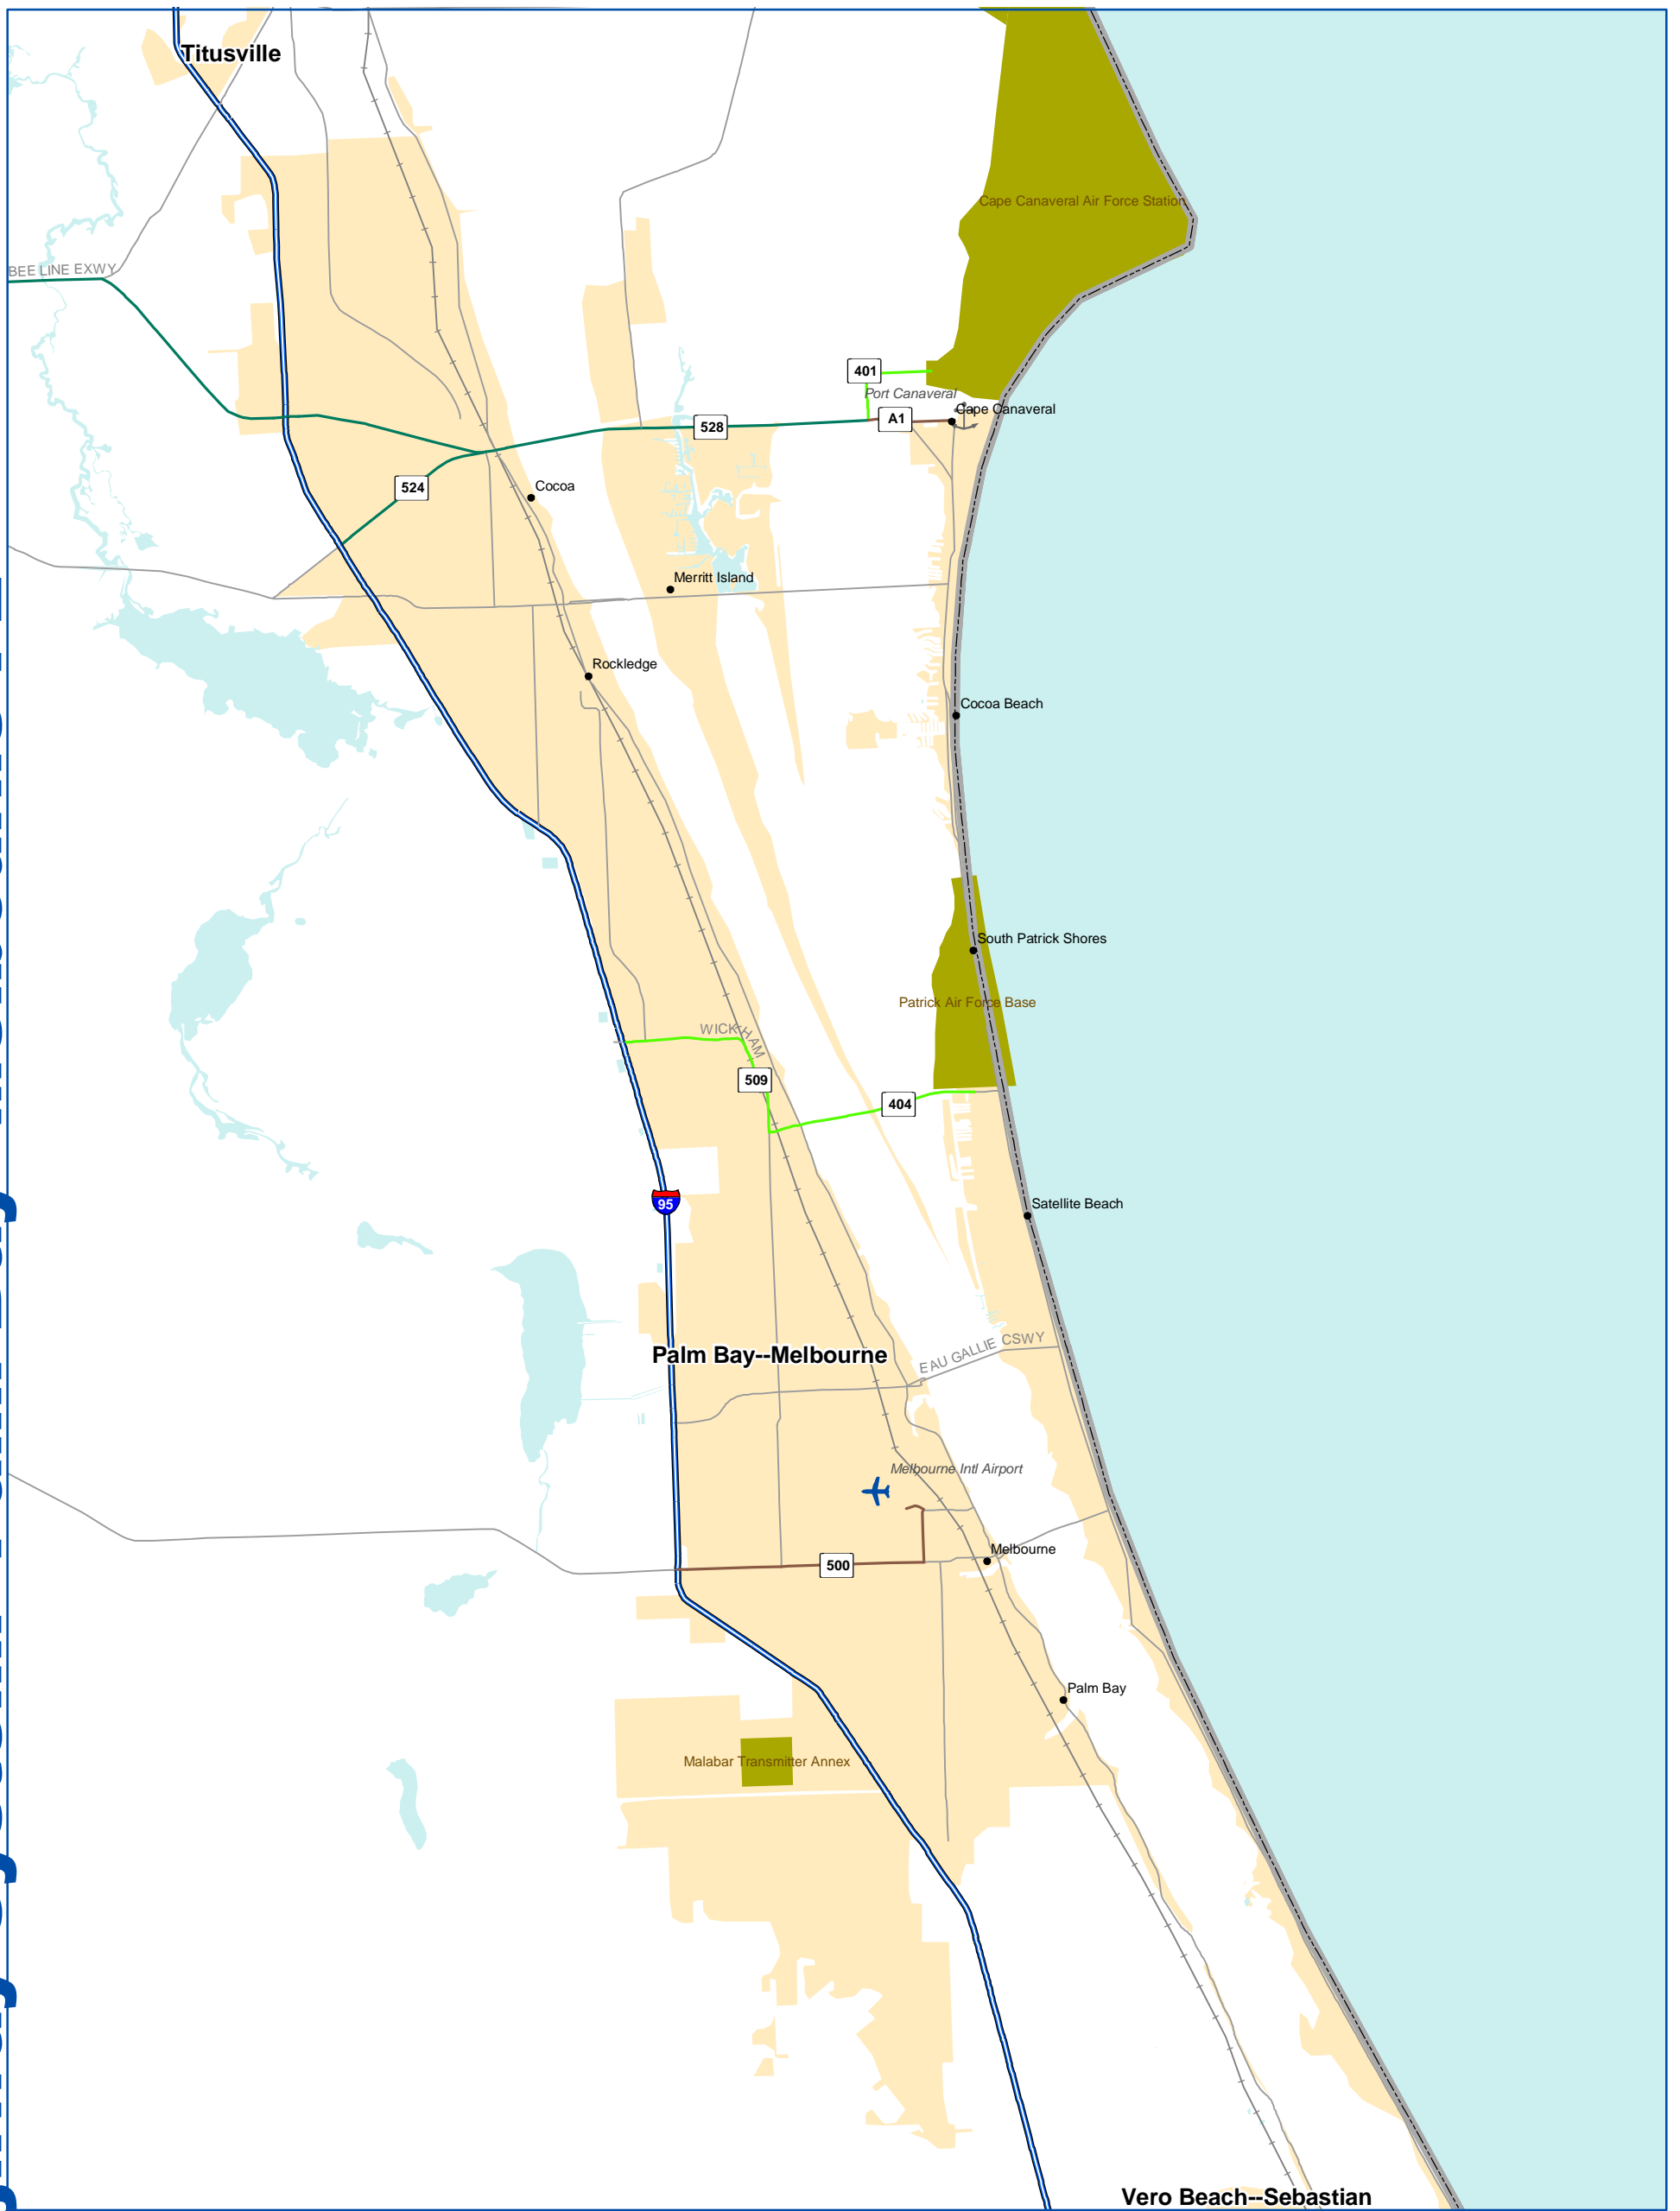 Titusville
Cape Canaveral Air Force Station
BEE LINE EXWY
401
Port Canaveral
A1
Cape Canaveral
528
524
Cocoa
Merritt Island
Rockledge
Cocoa Beach
South Patrick Shores
Patrick Air Force Base
WICKHAM
509
404
95
Satellite Beach
Palm Bay--Melbourne
EAU GALLIE CSWY
Melbourne Intl Airport
Melbourne
500
Palm Bay
Malabar Transmitter Annex
Vero Beach--Sebastian